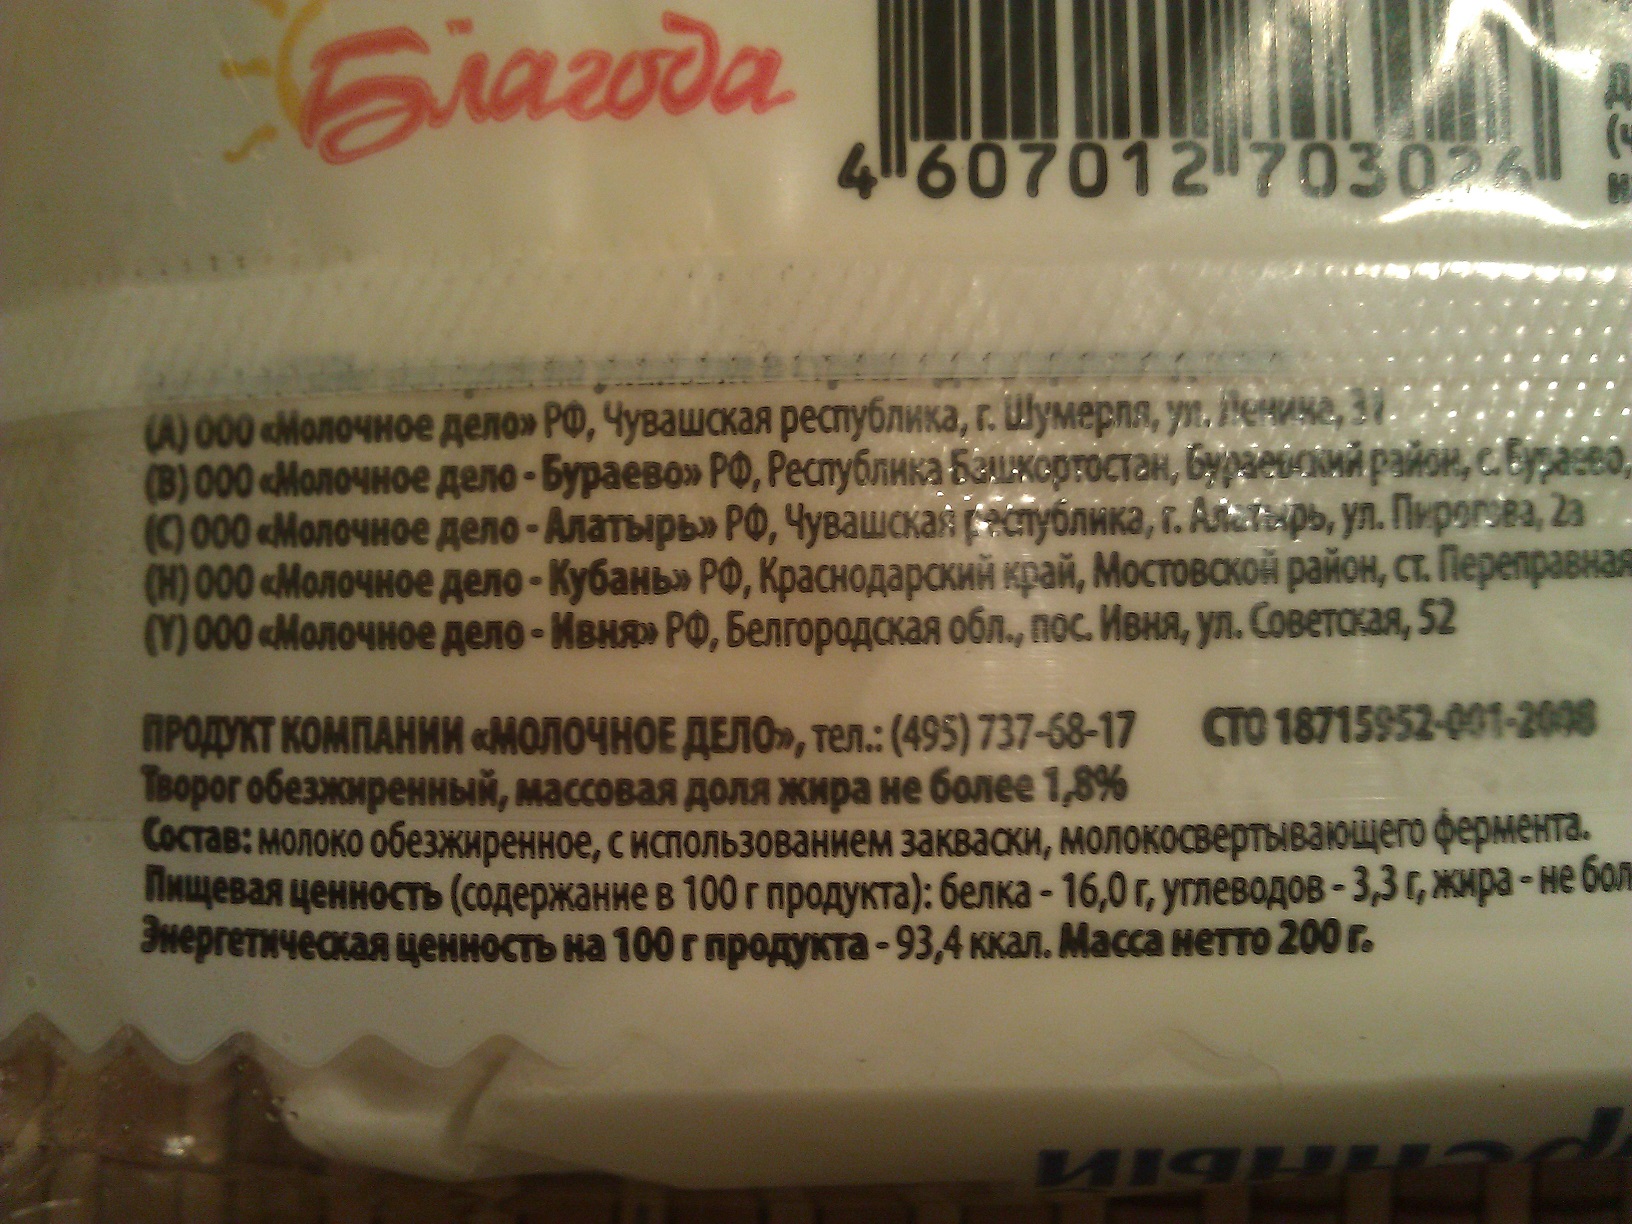 Благода
4 607012 703026
(А) ООО «Молочное дело» РФ, Чувашская республика, г. Шумерля, ул. Ленина, 37
(В) ООО «Молочное дело - Бураево» РФ, Республика Башкортостан, Бураевский район, с. Бураево,
(С) ООО «Молочное дело - Алатырь» РФ, Чувашская республика, г. Алатырь, ул. Пирогова, 2а
(Н) ООО «Молочное дело - Кубань» РФ, Краснодарский край, Мостовской район, ст. Переправная
(Y) ООО «Молочное дело - Ивня» РФ, Белгородская обл., пос. Ивня, ул. Советская, 52
ПРОДУКТ КОМПАНИИ «МОЛОЧНОЕ ДЕЛО», тел.: (495) 737-68-17 СТО 18715952-001-2008
Творог обезжиренный, массовая доля жира не более 1,8%
Состав: молоко обезжиренное, с использованием закваски, молокосвертывающего фермента.
Пищевая ценность (содержание в 100 г продукта): белка - 16,0 г, углеводов - 3,3 г, жира - не бол
Энергетическая ценность на 100 г продукта - 93,4 ккал. Масса нетто 200 г.